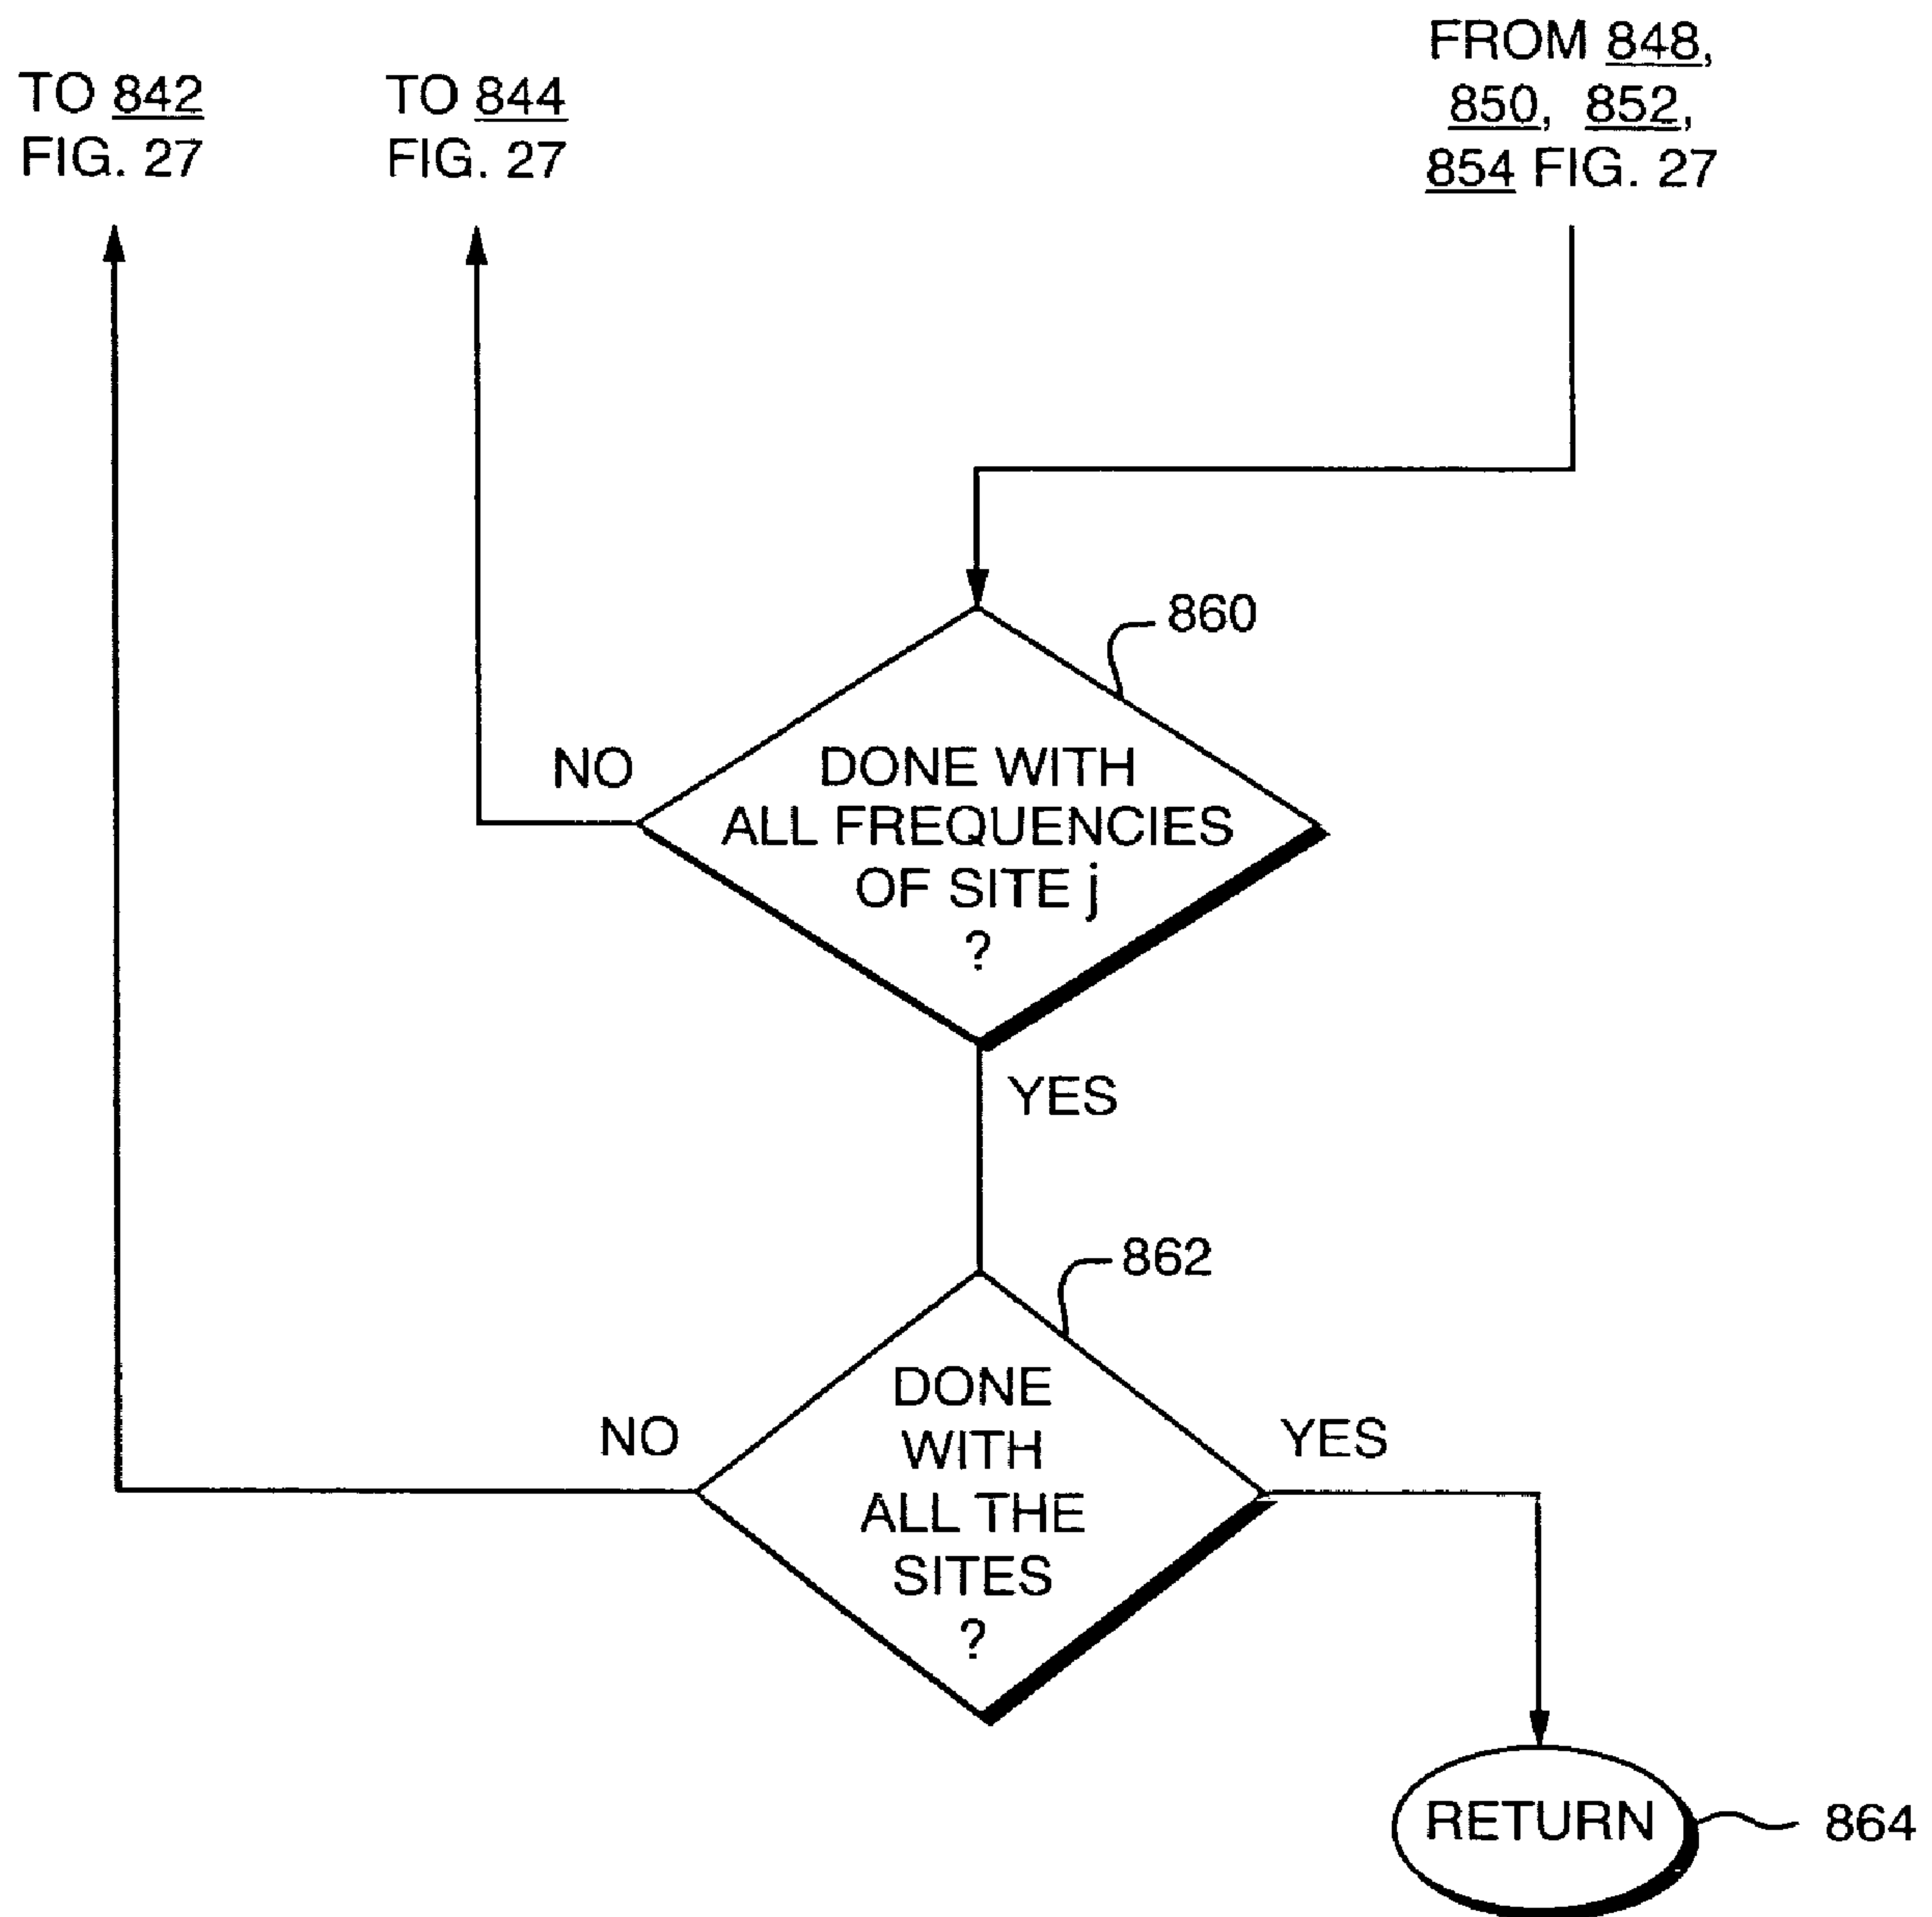 TO 842
FIG. 27
TO 844
FIG. 27
FROM 848,
850, 852,
854 FIG. 27
860
NO
DONE WITH
ALL FREQUENCIES
OF SITE j
?
YES
862
DONE
WITH
ALL THE
SITES
?
NO
YES
RETURN
864